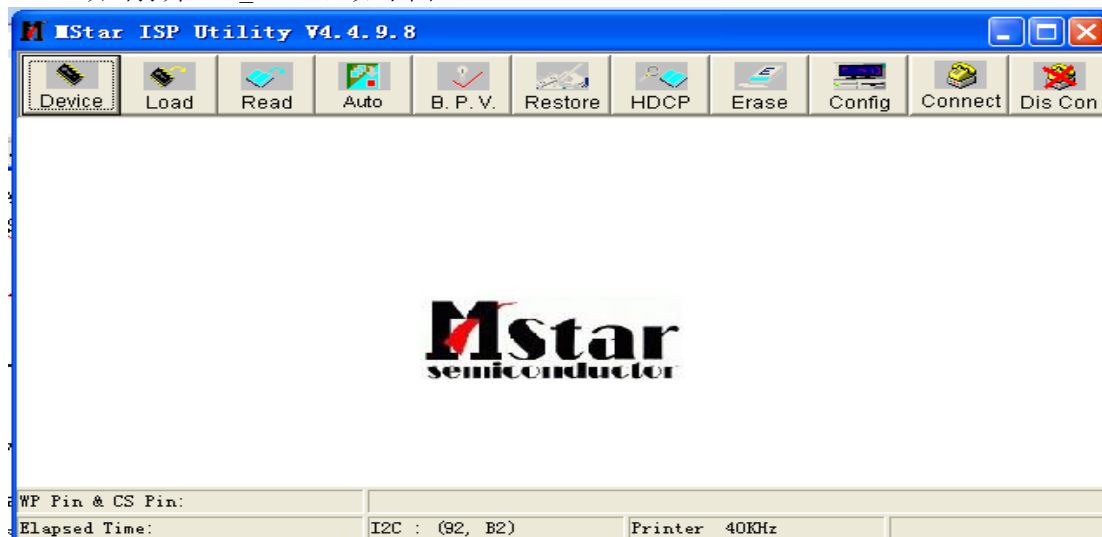 MStar ISP Utility V4.4.9.8
Device Load Read Auto B. P. V. Restore HDCP Erase Config Connect Dis Con
MStar
semiconductor
WP Pin & CS Pin:
Elapsed Time: I2C : (92, B2) Printer 40KHz